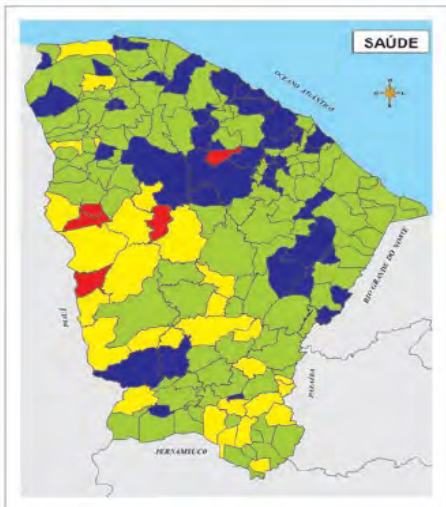 SAÚDE
OCEANO ATLÂNTICO
RIO GRANDE DO NORTE
PIAUÍ
PARAÍBA
PERNAMBUCO